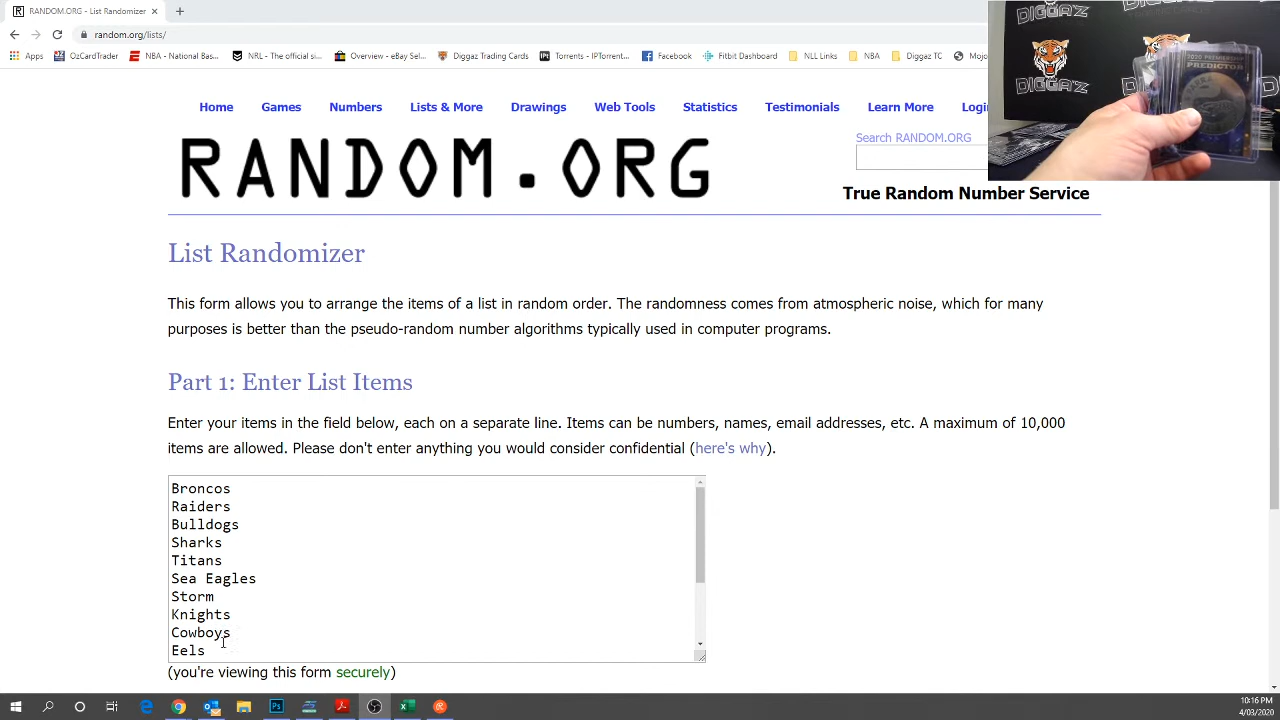 RANDOM.ORG - List Randomizer
random.org/lists/
Apps OzCardTrader NBA - National Bas... NRL - The official si... Overview - eBay Sel... Diggaz Trading Card... Torrents - IPTorrent... Facebook Fitbit Dashboard NLL Links NBA Diggaz TC Mojo
DIGGAZ
DIGGAZ
2020 PREMIERSHIP
PREDICTOR
Home Games Numbers Lists & More Drawings Web Tools Statistics Testimonials Learn More Login
RANDOM.ORG
Search RANDOM.ORG
True Random Number Service
List Randomizer
This form allows you to arrange the items of a list in random order. The randomness comes from atmospheric noise, which for many
purposes is better than the pseudo-random number algorithms typically used in computer programs.
Part 1: Enter List Items
Enter your items in the field below, each on a separate line. Items can be numbers, names, email addresses, etc. A maximum of 10,000
items are allowed. Please don't enter anything you would consider confidential (here's why).
Broncos
Raiders
Bulldogs
Sharks
Titans
Sea Eagles
Storm
Knights
Cowboys
Eels
(you're viewing this form securely)
10:16 PM
4/03/2020